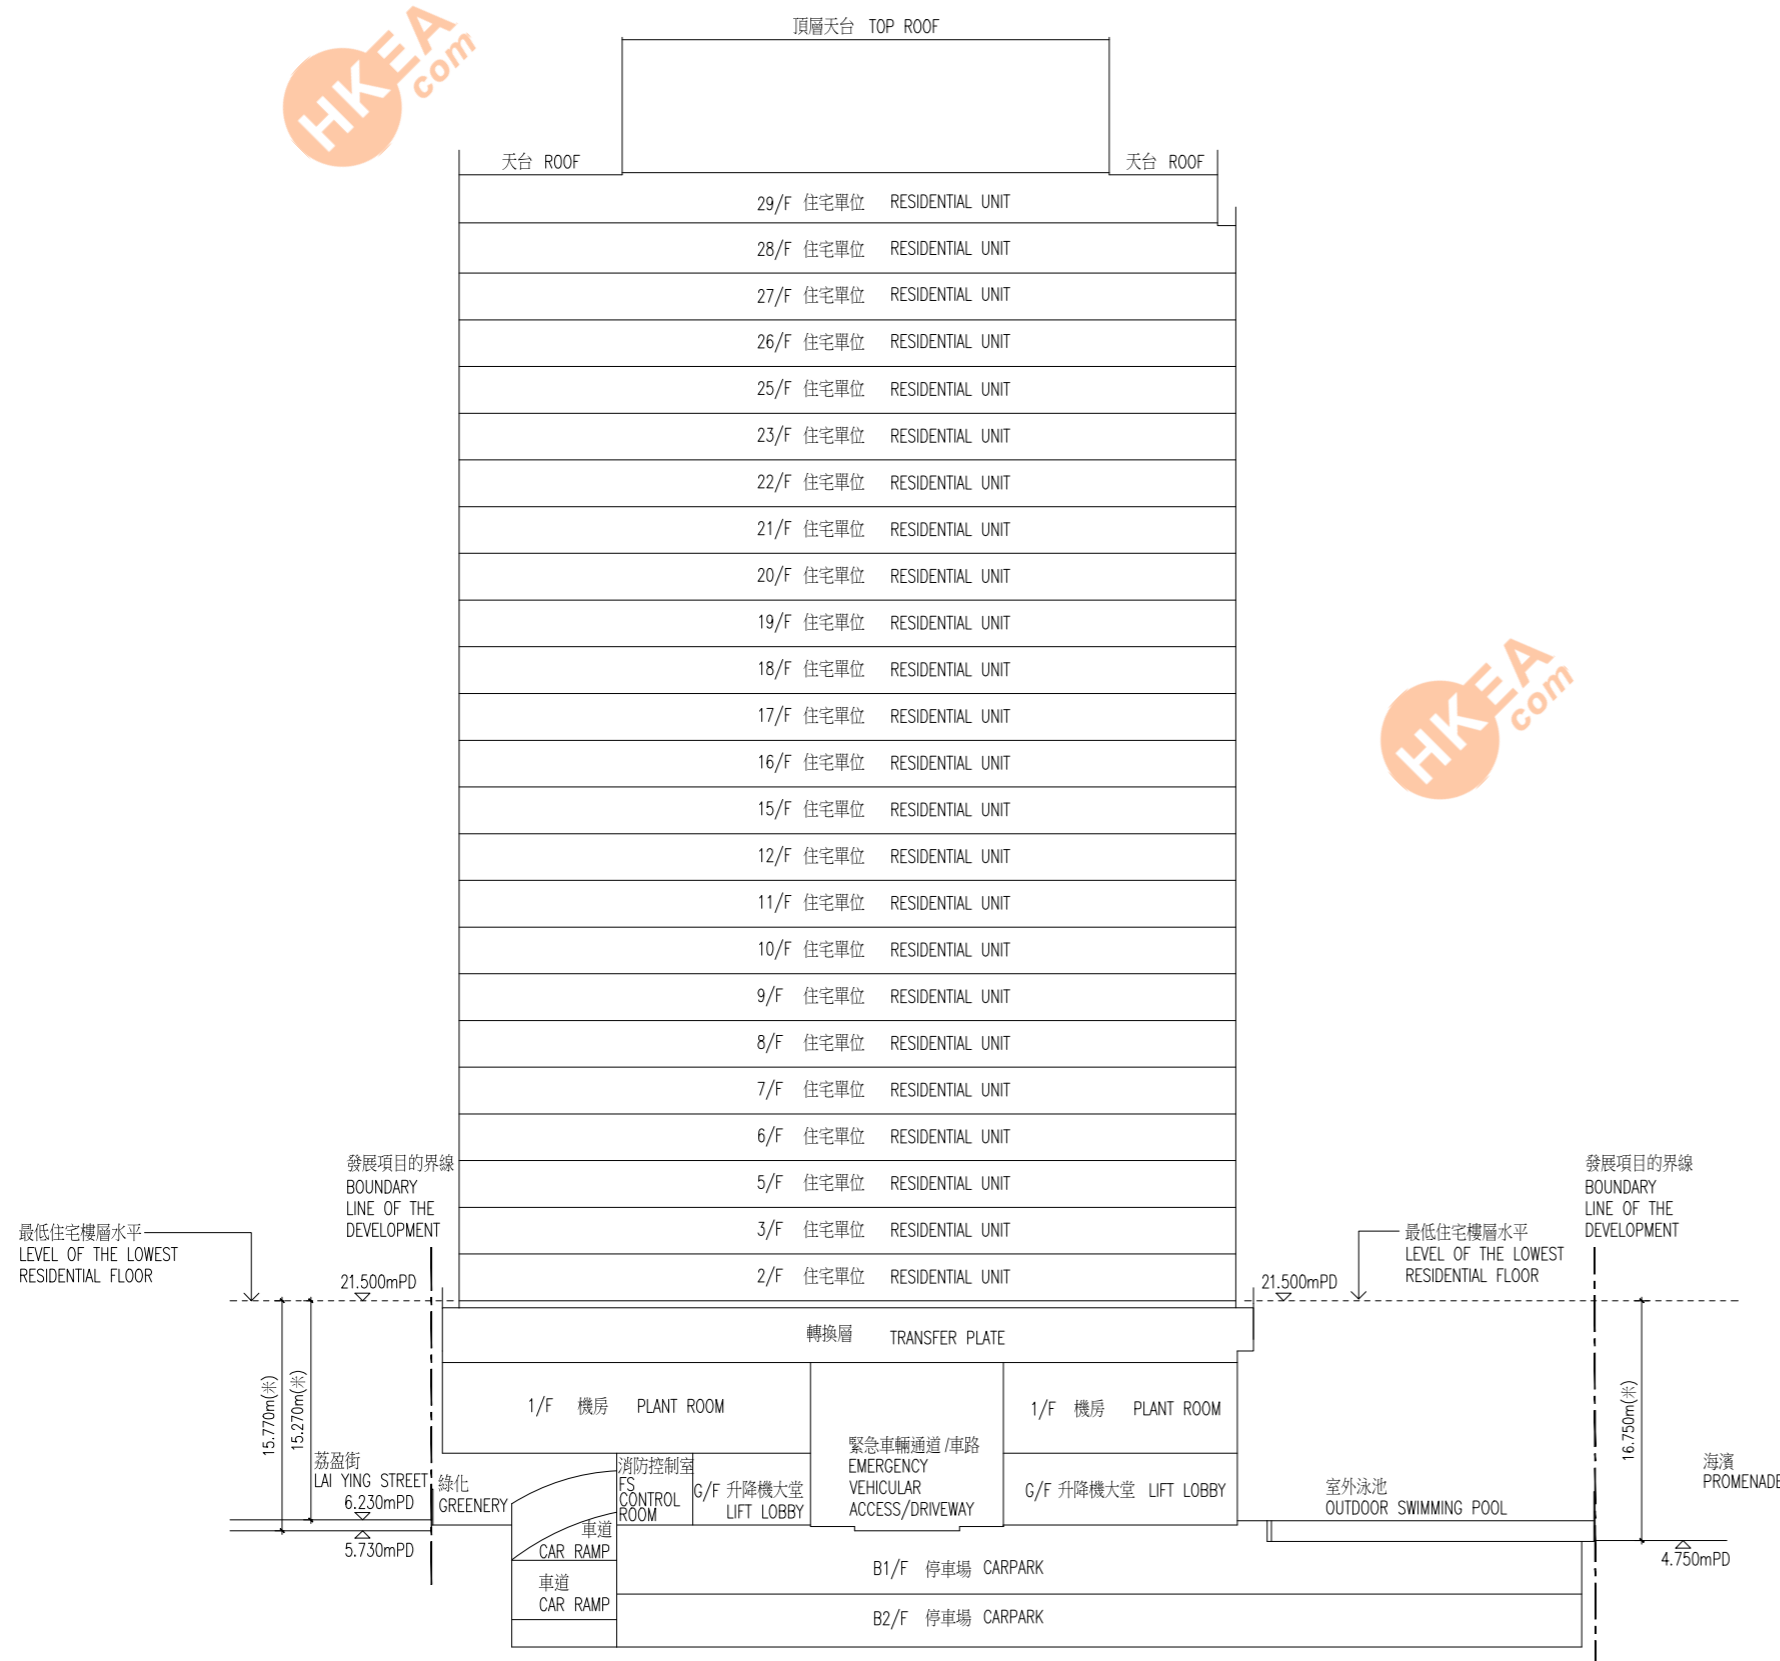 HKEA
com
頂層天台 TOP ROOF
天台 ROOF
天台 ROOF
29/F 住宅單位 RESIDENTIAL UNIT
28/F 住宅單位 RESIDENTIAL UNIT
27/F 住宅單位 RESIDENTIAL UNIT
26/F 住宅單位 RESIDENTIAL UNIT
25/F 住宅單位 RESIDENTIAL UNIT
23/F 住宅單位 RESIDENTIAL UNIT
22/F 住宅單位 RESIDENTIAL UNIT
21/F 住宅單位 RESIDENTIAL UNIT
20/F 住宅單位 RESIDENTIAL UNIT
19/F 住宅單位 RESIDENTIAL UNIT
18/F 住宅單位 RESIDENTIAL UNIT
17/F 住宅單位 RESIDENTIAL UNIT
16/F 住宅單位 RESIDENTIAL UNIT
15/F 住宅單位 RESIDENTIAL UNIT
12/F 住宅單位 RESIDENTIAL UNIT
11/F 住宅單位 RESIDENTIAL UNIT
10/F 住宅單位 RESIDENTIAL UNIT
9/F 住宅單位 RESIDENTIAL UNIT
8/F 住宅單位 RESIDENTIAL UNIT
7/F 住宅單位 RESIDENTIAL UNIT
6/F 住宅單位 RESIDENTIAL UNIT
5/F 住宅單位 RESIDENTIAL UNIT
3/F 住宅單位 RESIDENTIAL UNIT
2/F 住宅單位 RESIDENTIAL UNIT
HKEA
com
發展項目的界線
BOUNDARY
LINE OF THE
DEVELOPMENT
最低住宅樓層水平
LEVEL OF THE LOWEST
RESIDENTIAL FLOOR
21.500mPD
發展項目的界線
BOUNDARY
LINE OF THE
DEVELOPMENT
最低住宅樓層水平
LEVEL OF THE LOWEST
RESIDENTIAL FLOOR
21.500mPD
轉換層 TRANSFER PLATE
15.770m(米)
15.270m(米)
16.750m(米)
1/F 機房 PLANT ROOM
1/F 機房 PLANT ROOM
荔盈街
LAI YING STREET
6.230mPD
5.730mPD
綠化
GREENERY
消防控制室
FS
CONTROL
ROOM
G/F 升降機大堂
LIFT LOBBY
緊急車輛通道/車路
EMERGENCY
VEHICULAR
ACCESS/DRIVEWAY
G/F 升降機大堂 LIFT LOBBY
室外泳池
OUTDOOR SWIMMING POOL
海濱
PROMENADE
4.750mPD
車道
CAR RAMP
車道
CAR RAMP
B1/F 停車場 CARPARK
B2/F 停車場 CARPARK